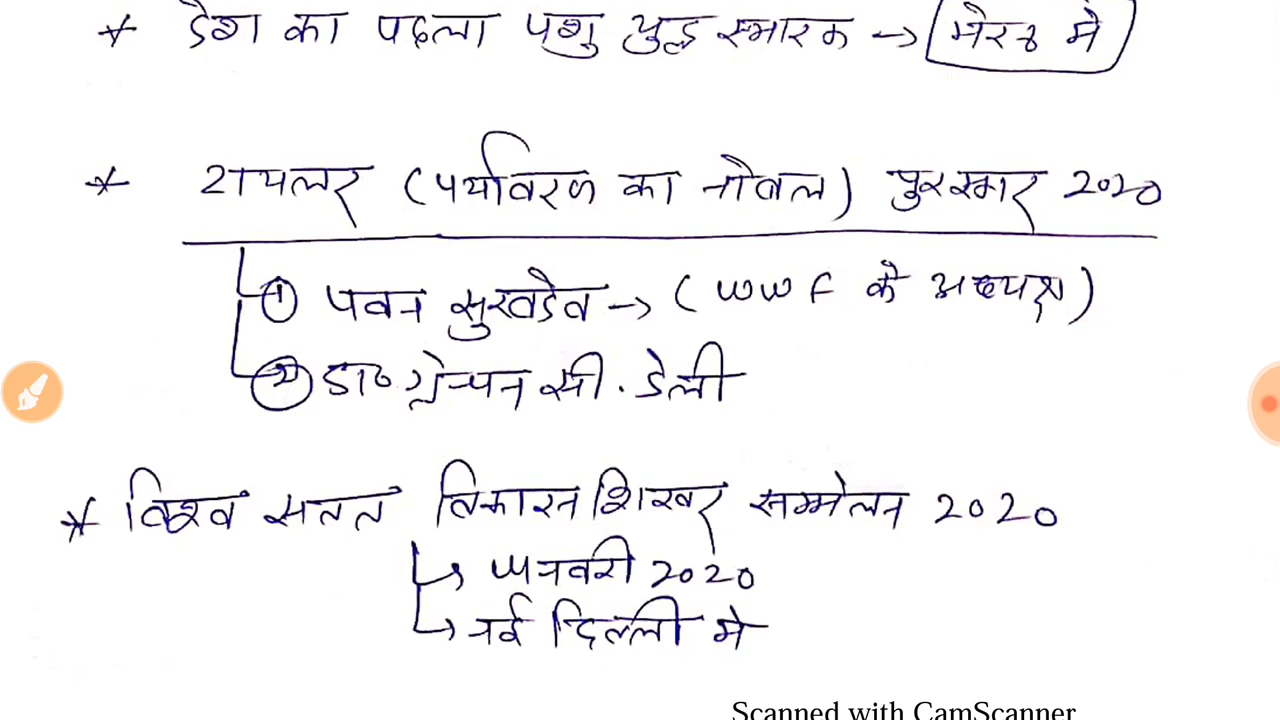 * देश का पहला पशु युद्ध स्मारक → मेरठ मे
* टायलर (पर्यावरण का नोबल) पुरस्कार 2020
① पवन सुखदेव → (WWF के अध्यक्ष)
② डा० ग्रेचन सी. डेली
* विश्व सतत विकास शिखर सम्मेलन 2020
↳ जनवरी 2020
↳ नई दिल्ली मे
Scanned with CamScanner